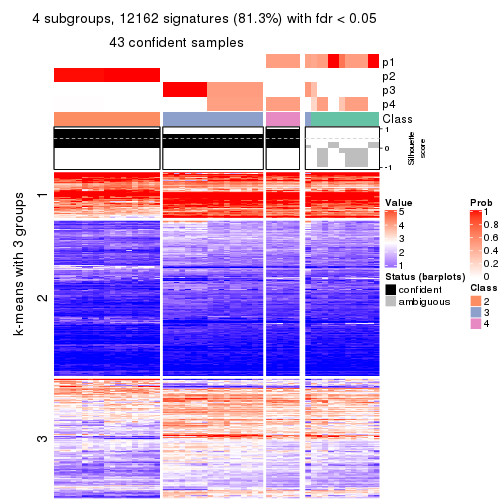 4 subgroups, 12162 signatures (81.3%) with fdr < 0.05
43 confident samples
p1
p2
p3
p4
Class
1
0
-1
Silhouette
score
k-means with 3 groups
1
2
3
Value
5
4
3
2
1
Status (barplots)
confident
ambiguous
Prob
1
0.8
0.6
0.4
0.2
0
Class
2
3
4